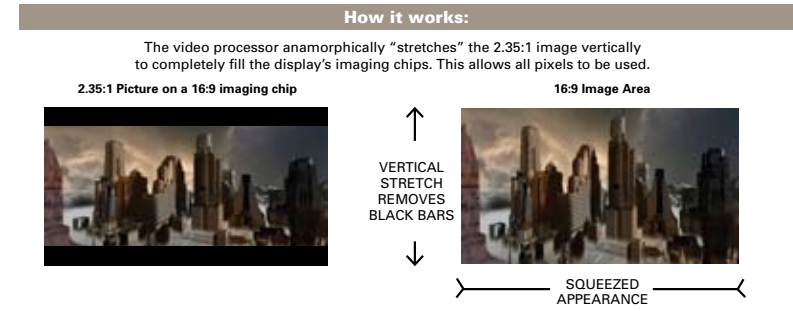 How it works:
The video processor anamorphically “stretches” the 2.35:1 image vertically
to completely fill the display’s imaging chips. This allows all pixels to be used.
2.35:1 Picture on a 16:9 imaging chip
16:9 Image Area
VERTICAL
STRETCH
REMOVES
BLACK BARS
SQUEEZED
APPEARANCE